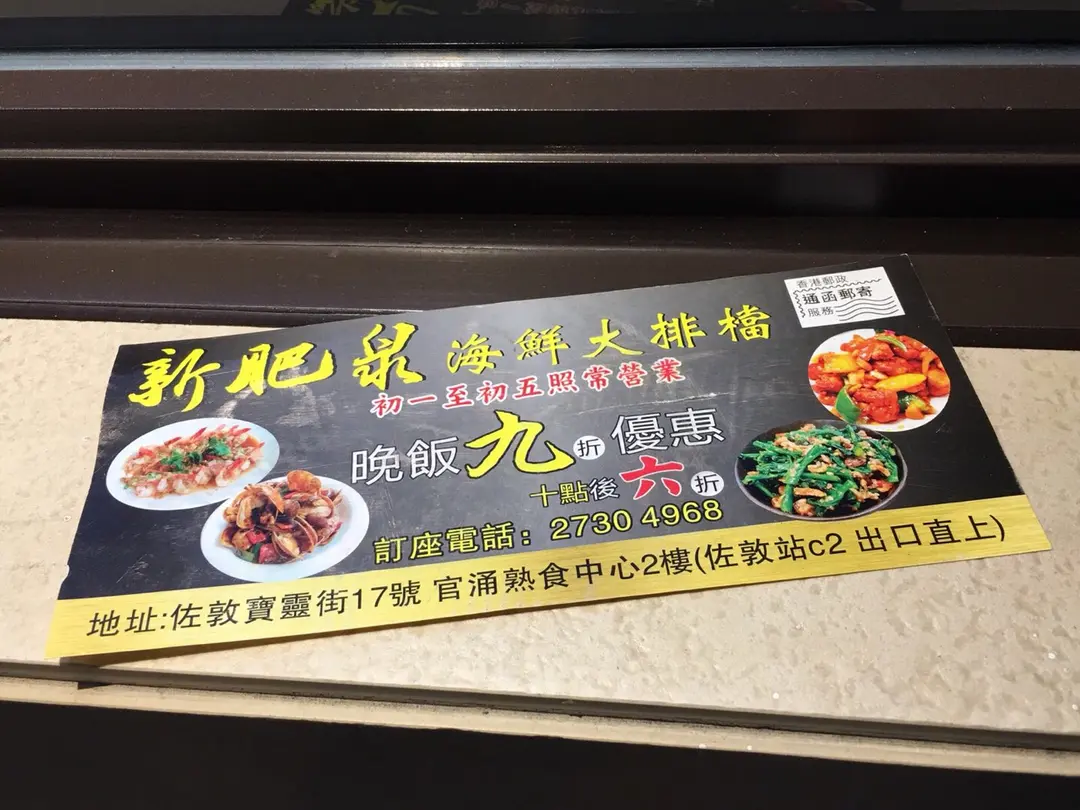 香港郵政
通函郵寄
服務
新肥泉海鮮大排檔
初一至初五照常營業
晚飯九折優惠
十點後六折
訂座電話：2730 4968
地址:佐敦寶靈街17號 官涌熟食中心2樓(佐敦站c2 出口直上)